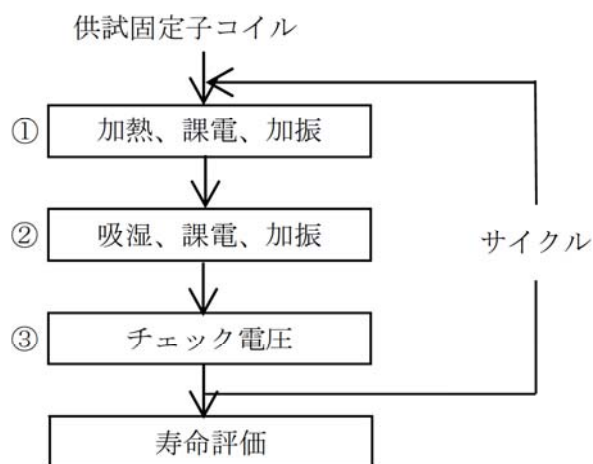 供試固定子コイル
① 加熱、課電、加振
② 吸湿、課電、加振
サイクル
③ チェック電圧
寿命評価